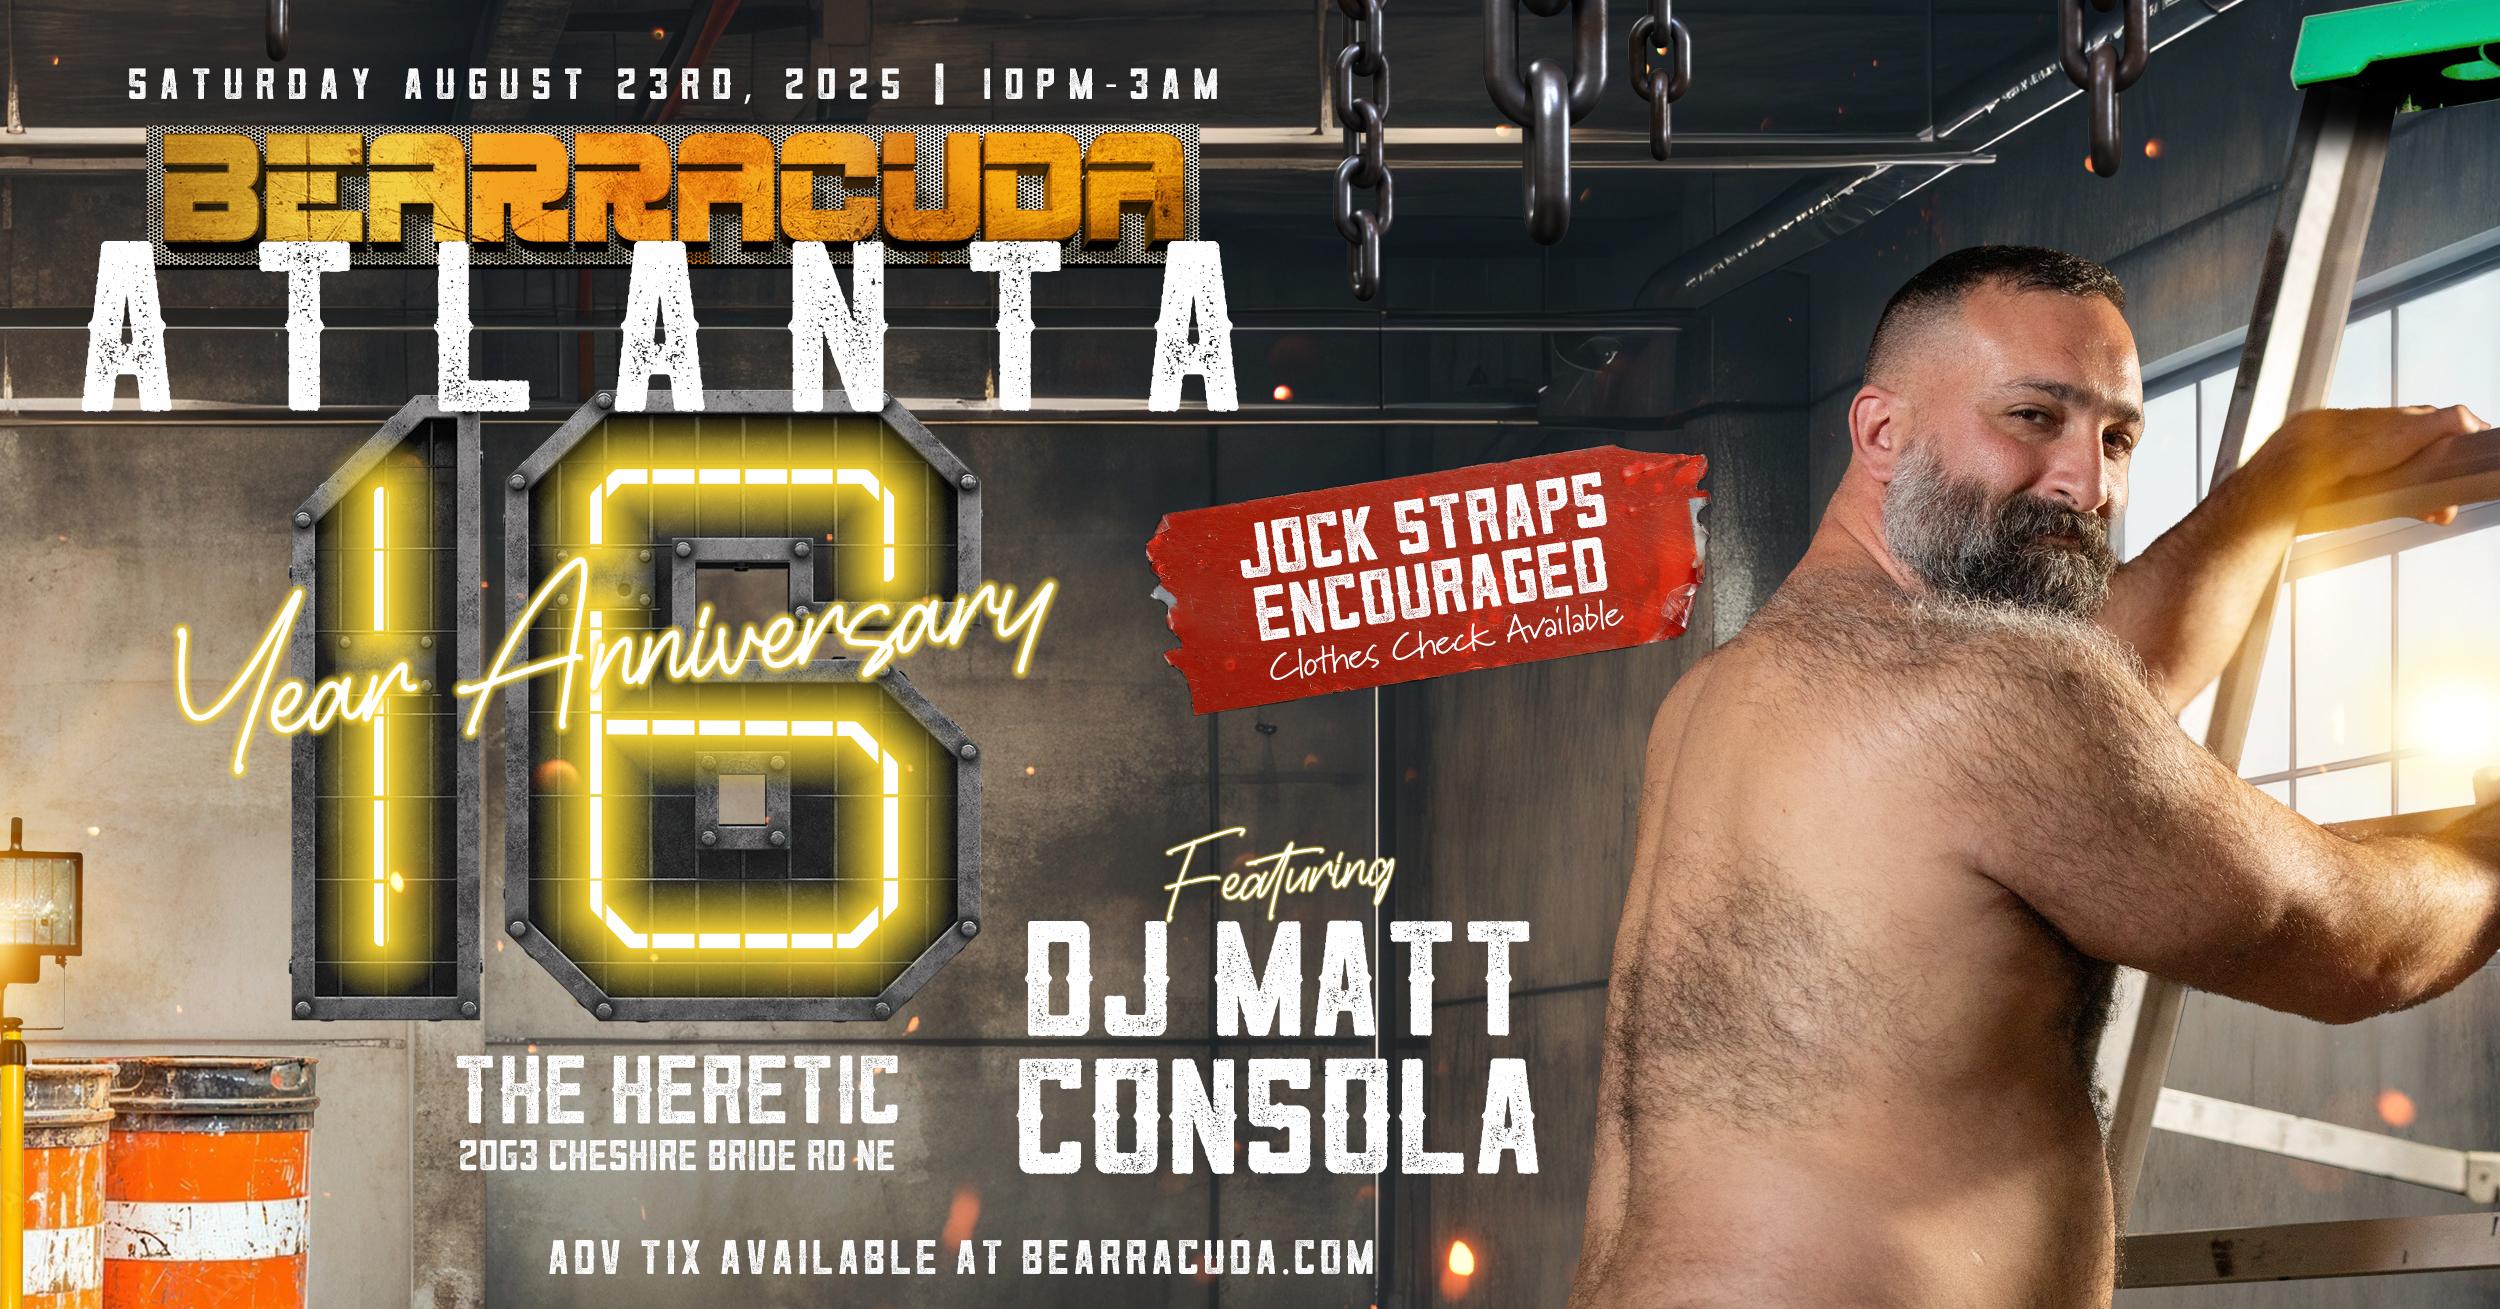 SATURDAY AUGUST 23RD, 2025 | 10PM-3AM
BEARRACUDA
ATLANTA
16
Year Anniversary
JOCK STRAPS
ENCOURAGED
Clothes Check Available
Featuring
DJ MATT
CONSOLA
THE HERETIC
2063 CHESHIRE BRIDE RD NE
ADV TIX AVAILABLE AT BEARRACUDA.COM